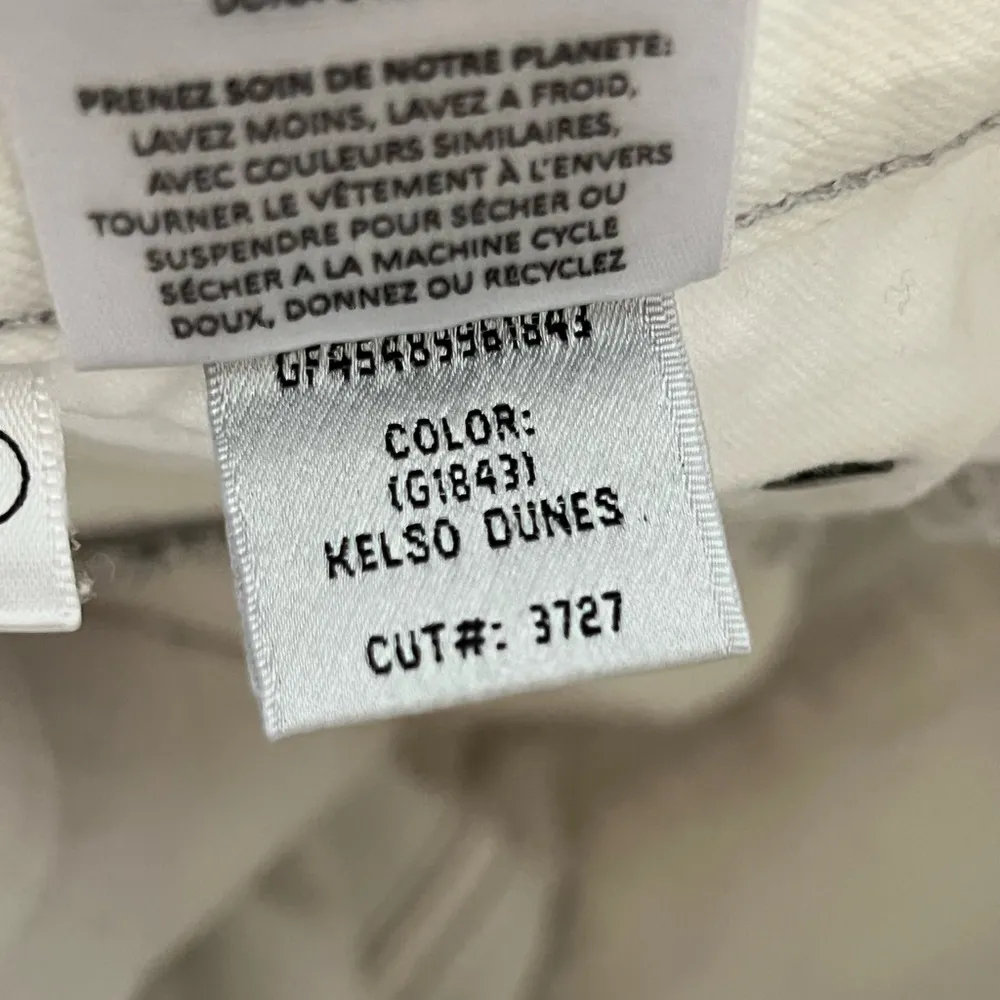 PRENEZ SOIN DE NOTRE PLANETE:
LAVEZ MOINS, LAVEZ A FROID,
AVEC COULEURS SIMILAIRES,
TOURNER LE VÊTEMENT À L'ENVERS
SUSPENDRE POUR SÉCHER OU
SÉCHER A LA MACHINE CYCLE
DOUX, DONNEZ OU RECYCLEZ
GF45489961843
COLOR:
(G1843)
KELSO DUNES
CUT#: 3727